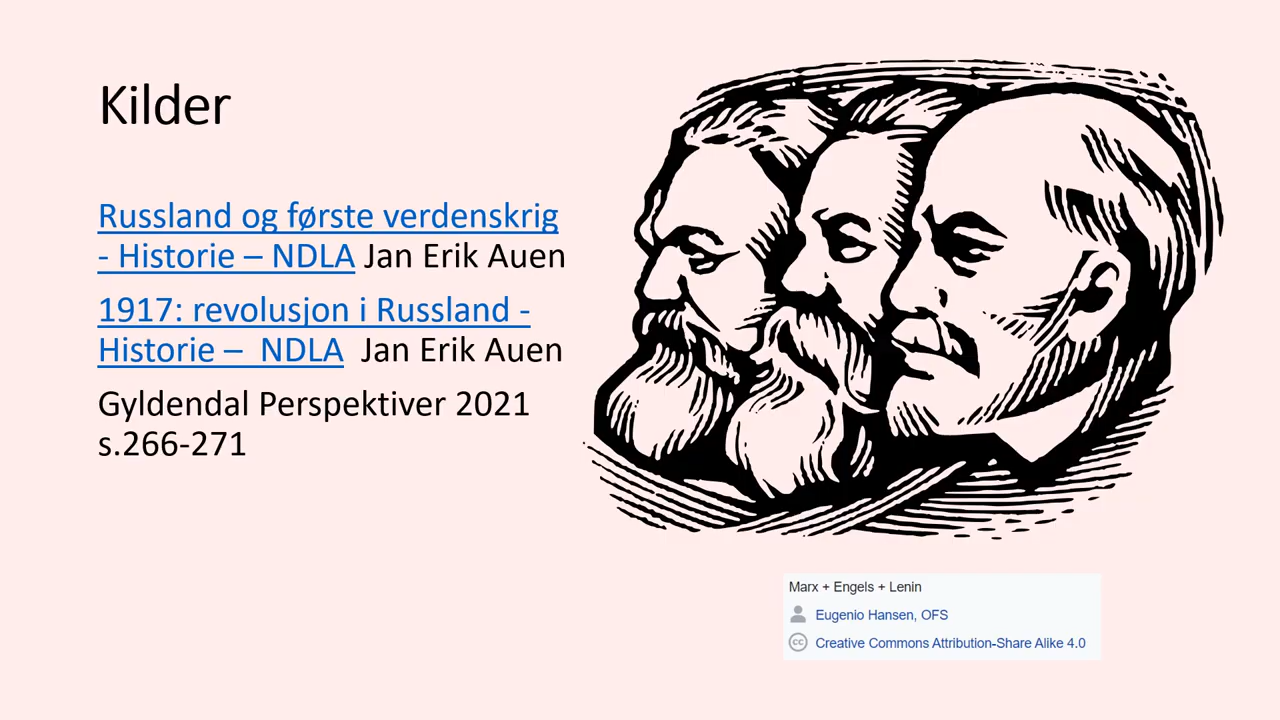 Kilder
Russland og første verdenskrig
- Historie – NDLA Jan Erik Auen
1917: revolusjon i Russland -
Historie – NDLA Jan Erik Auen
Gyldendal Perspektiver 2021
s.266-271
Marx + Engels + Lenin
Eugenio Hansen, OFS
cc Creative Commons Attribution-Share Alike 4.0